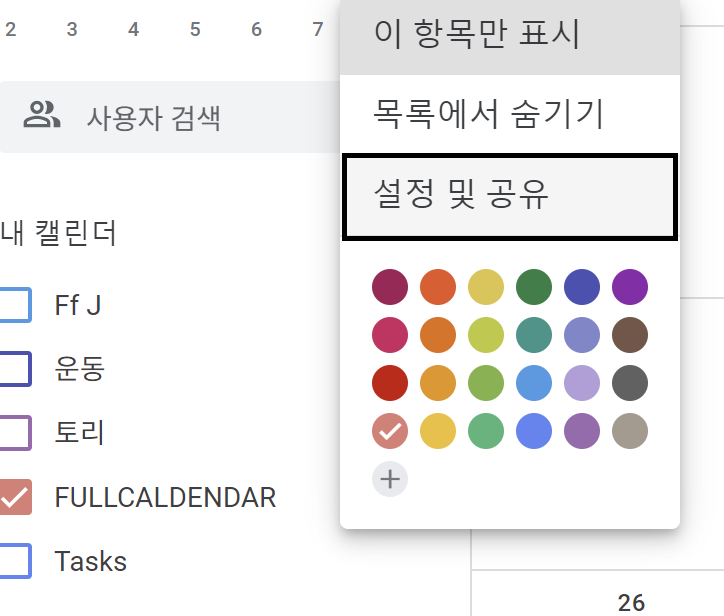 2 3 4 5 6 7
이 항목만 표시
목록에서 숨기기
설정 및 공유
사용자 검색
내 캘린더
Ff J
운동
토리
FULLCALDENDAR
Tasks
26